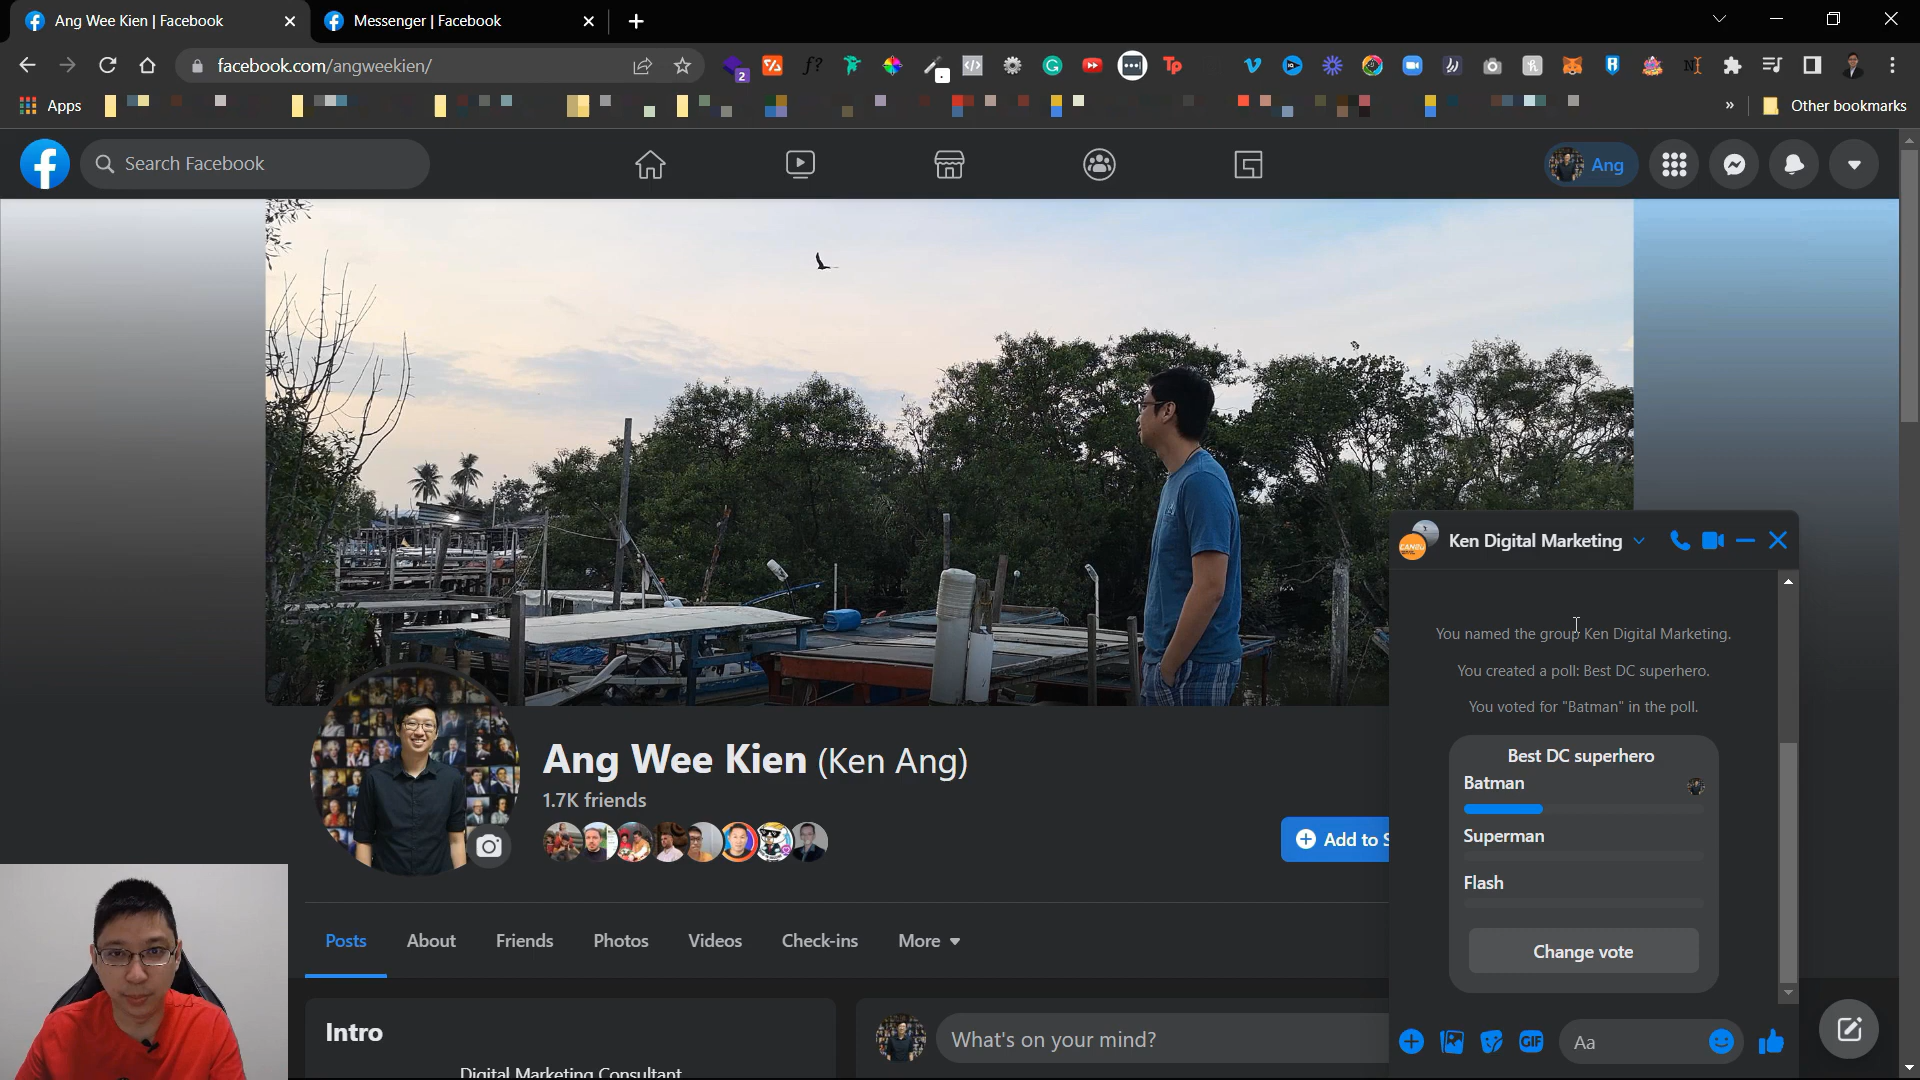 Ang Wee Kien | Facebook
Messenger | Facebook
facebook.com/angweekien/
2
f?
Tp
Apps
»
Other bookmarks
Search Facebook
Ang
Ken Digital Marketing
You named the group Ken Digital Marketing.
You created a poll: Best DC superhero.
You voted for "Batman" in the poll.
Best DC superhero
Batman
Superman
Flash
Change vote
GIF
Aa
Ang Wee Kien (Ken Ang)
1.7K friends
Add to S
Posts
About
Friends
Photos
Videos
Check-ins
More
Intro
Digital Marketing Consultant
What's on your mind?